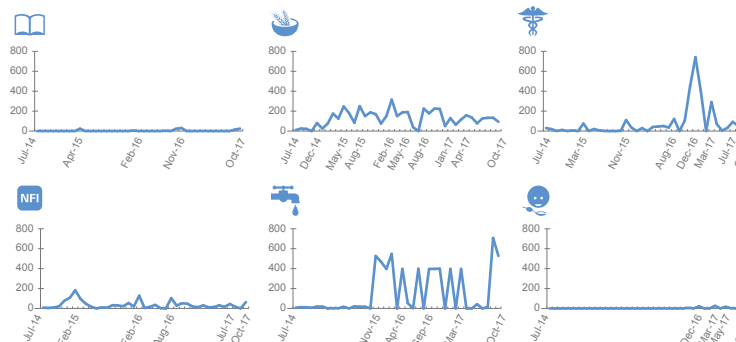 800 800 800
600 600 600
400 400 400
200 200 200
0 0 0
Jul-14 Apr-15 Feb-16 Nov-16 Oct-17
Jul-14 Dec-14 May-15 Aug-15 Feb-16 May-16 Aug-16 Jan-17 Apr-17 Oct-17
Jul-14 Mar-15 Nov-15 Aug-16 Dec-16 Mar-17
NFI
800 800 800
600 600 600
400 400 400
200 200 200
0 0 0
Jul-14 Feb-15 Feb-16 Aug-16 Jul-17 Oct-17
Jul-14 Nov-15 Apr-16 Sep-16 Mar-17 Oct-17
Jul-14 Dec-16 Mar-17